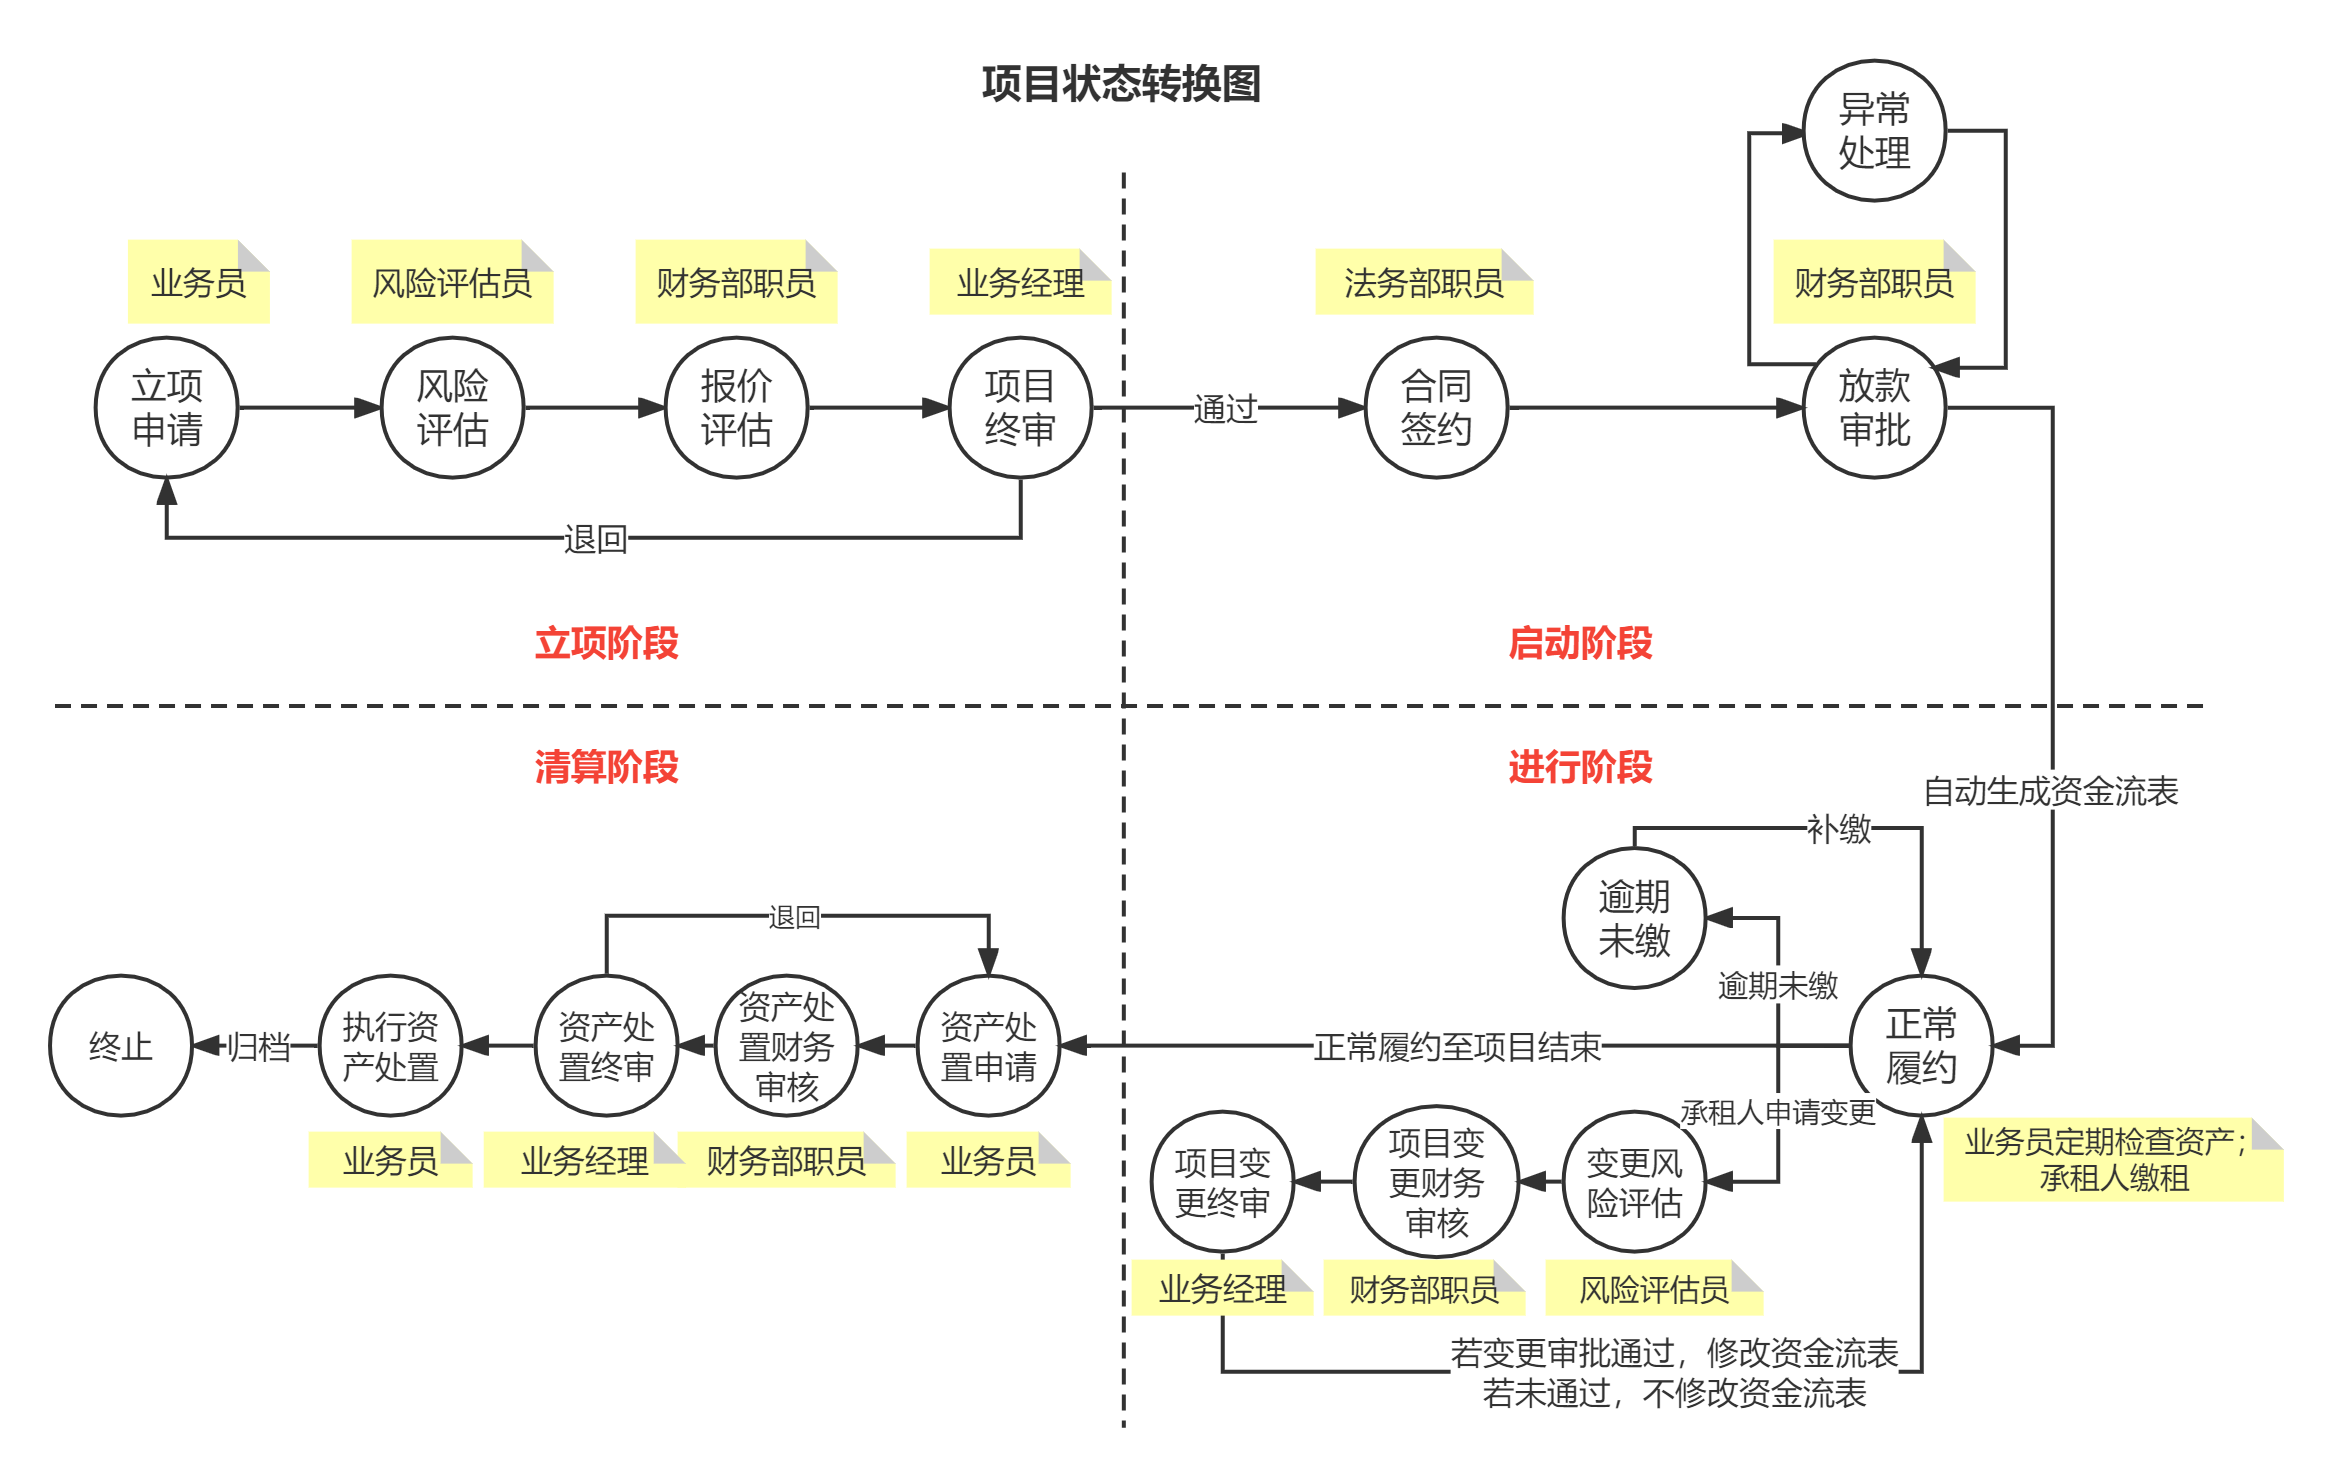 项目状态转换图
异常
处理
业务员
风险评估员
财务部职员
业务经理
法务部职员
财务部职员
立项
申请
风险
评估
报价
评估
项目
终审
通过
合同
签约
放款
审批
退回
立项阶段
启动阶段
清算阶段
进行阶段
自动生成资金流表
补缴
逾期
未缴
逾期未缴
退回
终止
归档
执行资
产处置
资产处
置终审
资产处
置财务
审核
资产处
置申请
正常履约至项目结束
正常
履约
承租人申请变更
业务员
业务经理
财务部职员
业务员
项目变
更终审
项目变
更财务
审核
变更风
险评估
业务员定期检查资产；
承租人缴租
业务经理
财务部职员
风险评估员
若变更审批通过，修改资金流表
若未通过，不修改资金流表